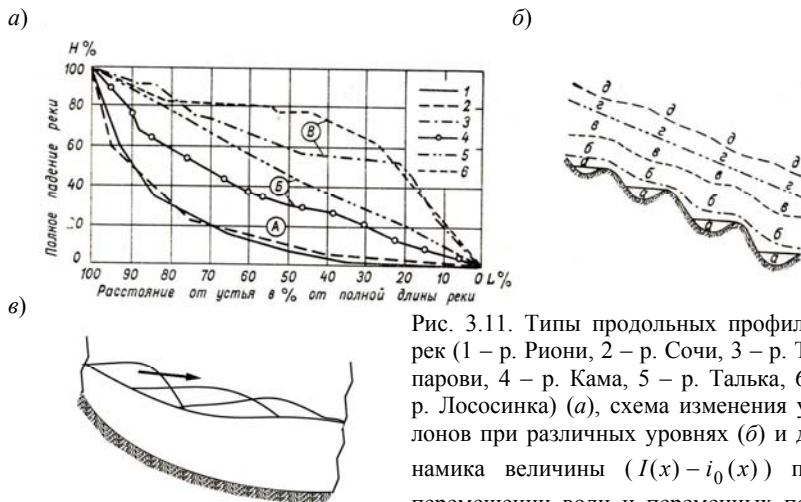 а)
б)
H%
100
80
60
40
20
0
Полное падение реки
1
2
3
4
5
6
В
Б
А
100 90 80 70 60 50 40 30 20 10 0 L%
Расстояние от устья в % от полной длины реки
д д д д
г г г г
в в в в
б б б б
а а а а
в)
Рис. 3.11. Типы продольных профил
рек (1 – р. Риони, 2 – р. Сочи, 3 – р. Т
парови, 4 – р. Кама, 5 – р. Талька, 6
р. Лососинка) (а), схема изменения у
лонов при различных уровнях (б) и д
намика величины (I(x) – i₀(x)) п